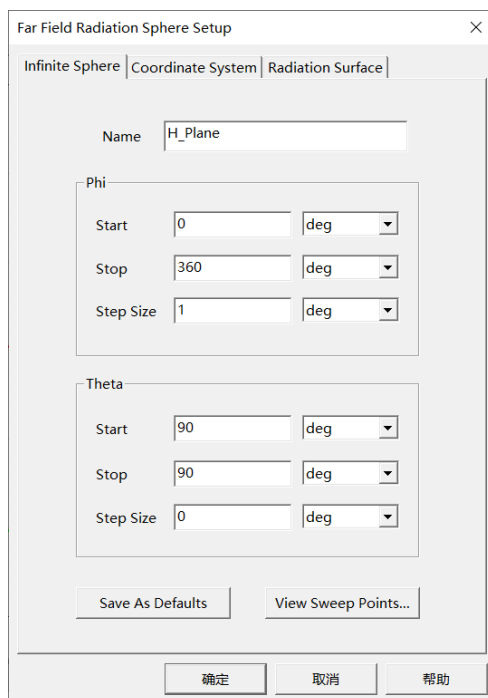 Far Field Radiation Sphere Setup
Infinite Sphere Coordinate System Radiation Surface
Name H_Plane
Phi
Start 0 deg
Stop 360 deg
Step Size 1 deg
Theta
Start 90 deg
Stop 90 deg
Step Size 0 deg
Save As Defaults View Sweep Points...
确定 取消 帮助